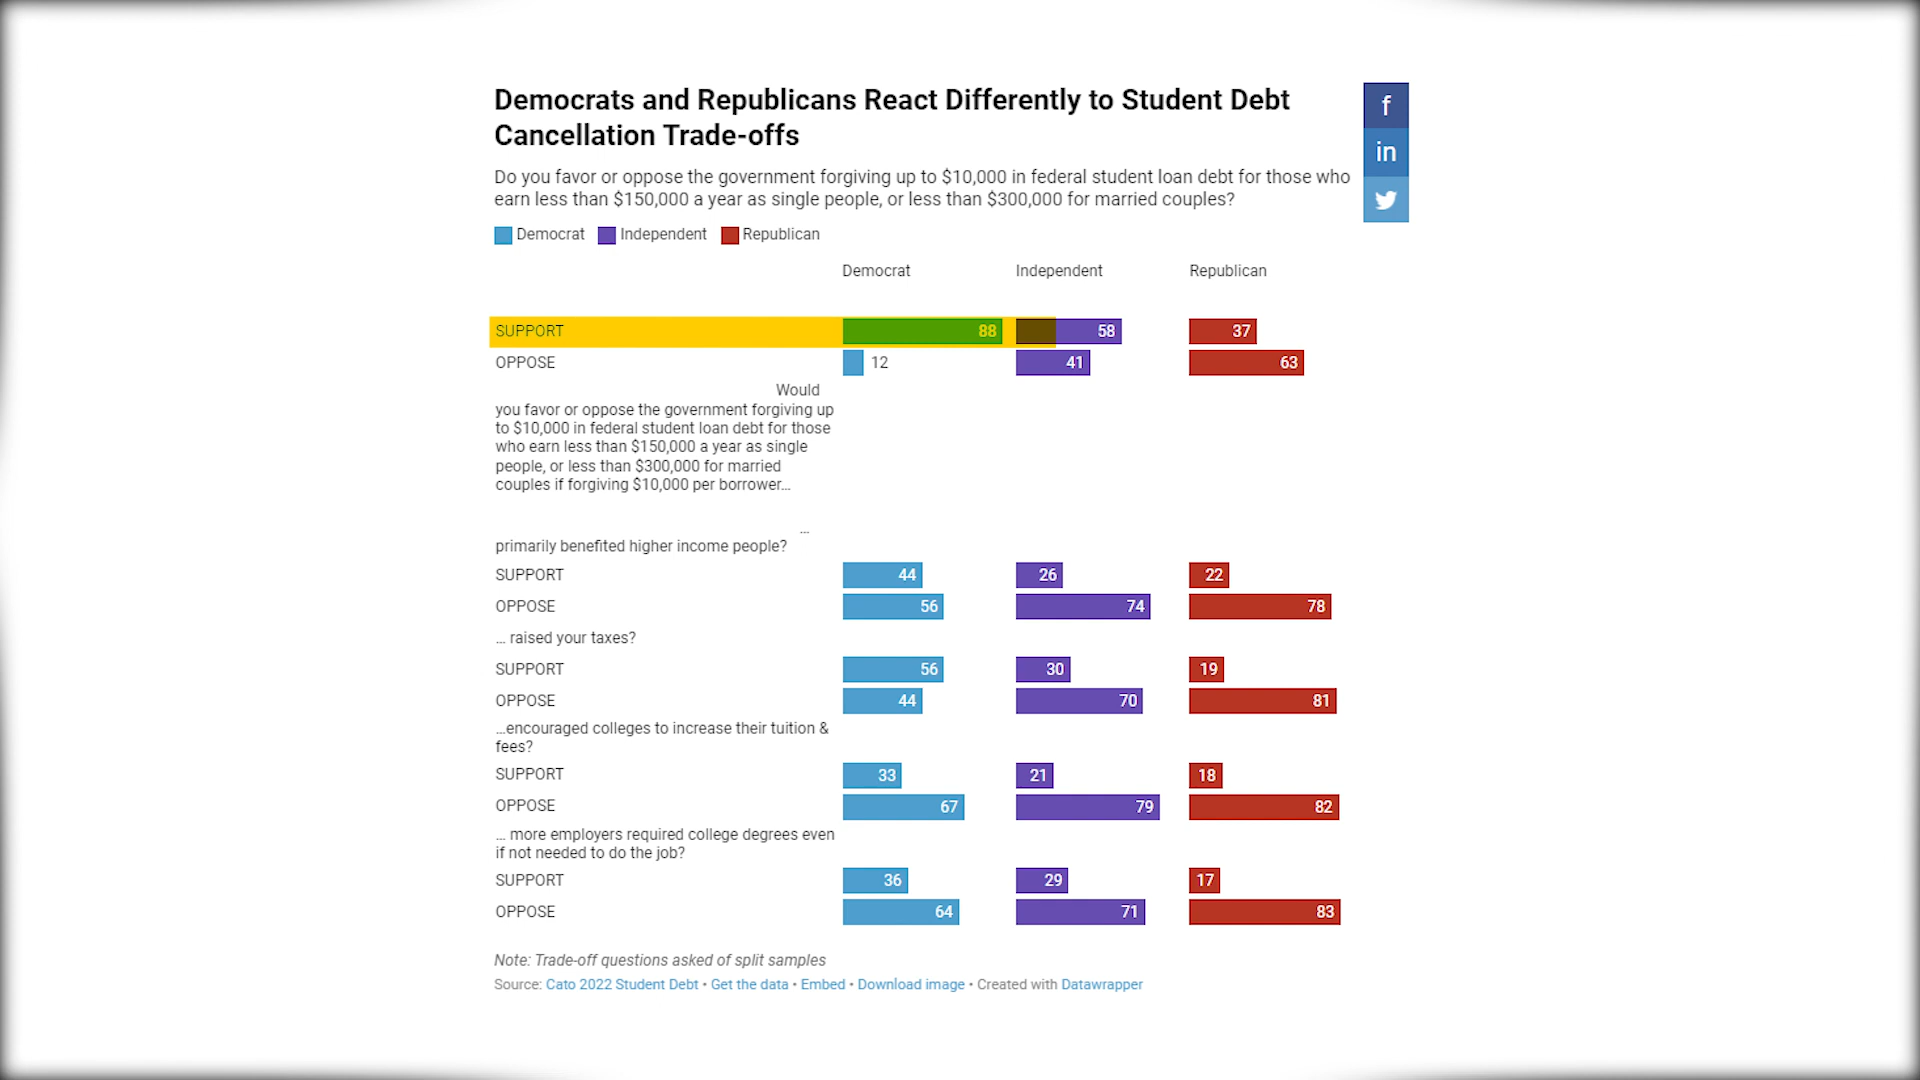 Democrats and Republicans React Differently to Student Debt
Cancellation Trade-offs
f
in
Do you favor or oppose the government forgiving up to $10,000 in federal student loan debt for those who
earn less than $150,000 a year as single people, or less than $300,000 for married couples?
Democrat Independent Republican
Democrat Independent Republican
SUPPORT 88 58 37
OPPOSE 12 41 63
Would
you favor or oppose the government forgiving up
to $10,000 in federal student loan debt for those
who earn less than $150,000 a year as single
people, or less than $300,000 for married
couples if forgiving $10,000 per borrower...
...
primarily benefited higher income people?
SUPPORT 44 26 22
OPPOSE 56 74 78
... raised your taxes?
SUPPORT 56 30 19
OPPOSE 44 70 81
...encouraged colleges to increase their tuition &
fees?
SUPPORT 33 21 18
OPPOSE 67 79 82
... more employers required college degrees even
if not needed to do the job?
SUPPORT 36 29 17
OPPOSE 64 71 83
Note: Trade-off questions asked of split samples
Source: Cato 2022 Student Debt • Get the data • Embed • Download image • Created with Datawrapper